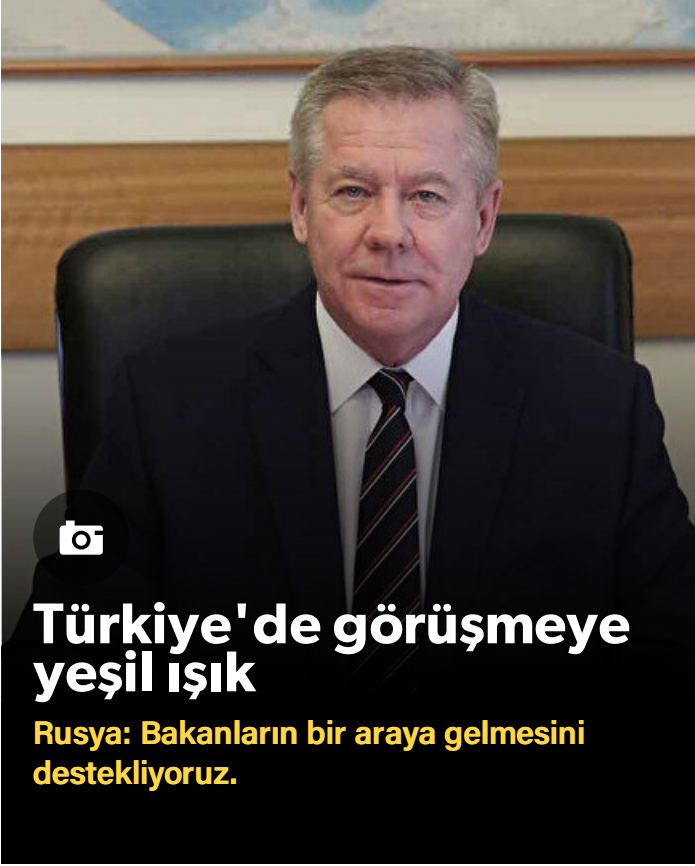 Türkiye'de görüşmeye
yeşil ışık
Rusya: Bakanların bir araya gelmesini
destekliyoruz.